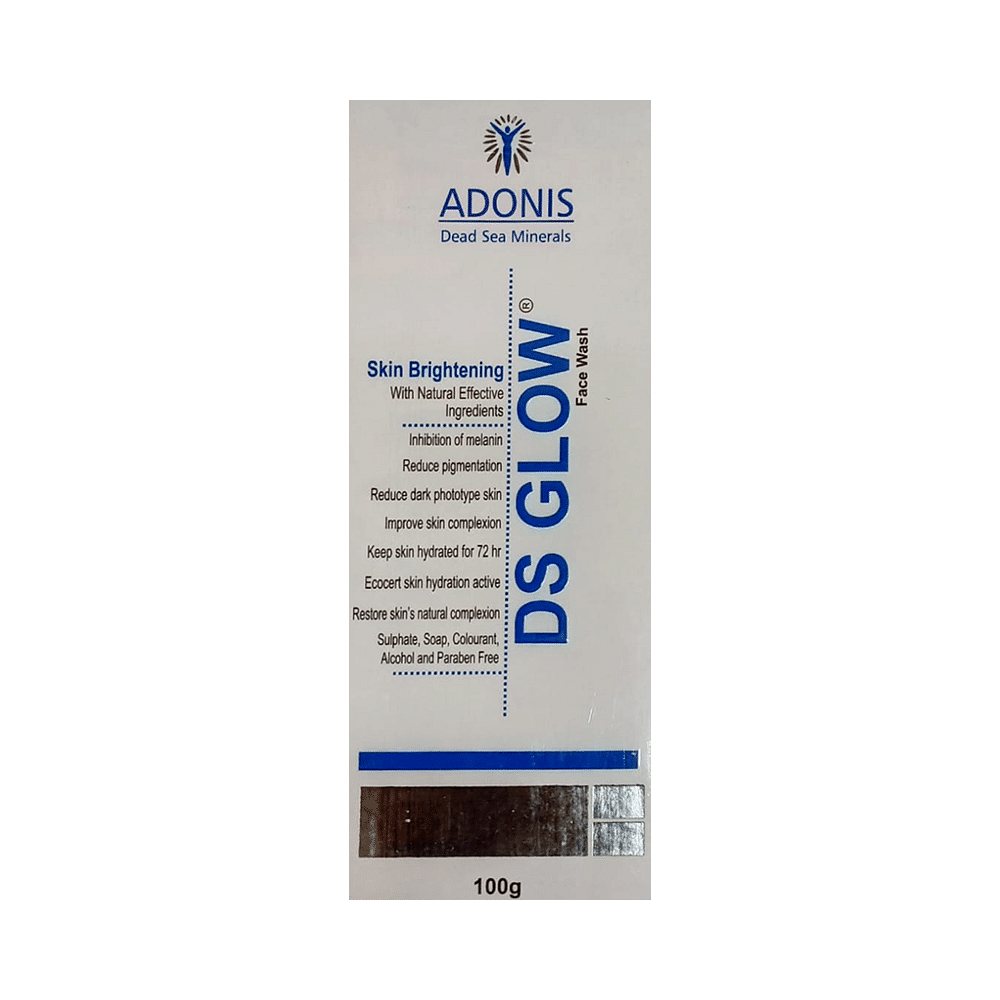 ADONIS
Dead Sea Minerals
DS GLOW®
Face Wash
Skin Brightening
With Natural Effective
Ingredients
Inhibition of melanin
Reduce pigmentation
Reduce dark phototype skin
Improve skin complexion
Keep skin hydrated for 72 hr
Ecocert skin hydration active
Restore skin's natural complexion
Sulphate, Soap, Colourant,
Alcohol and Paraben Free
100g